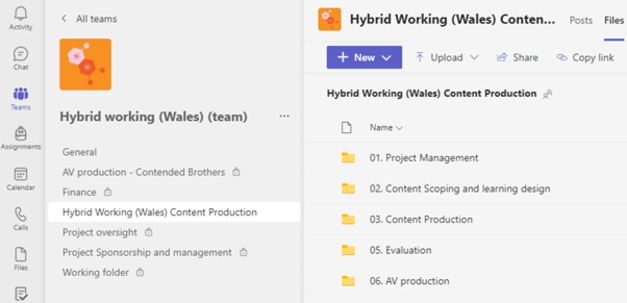 Activity
Chat
Teams
Assignments
Calendar
Calls
Files
All teams
Hybrid working (Wales) (team)
General
AV production - Contended Brothers
Finance
Hybrid Working (Wales) Content Production
Project oversight
Project Sponsorship and management
Working folder
Hybrid Working (Wales) Conten... Posts Files
+ New Upload Share Copy link
Hybrid Working (Wales) Content Production
Name
01. Project Management
02. Content Scoping and learning design
03. Content Production
05. Evaluation
06. AV production